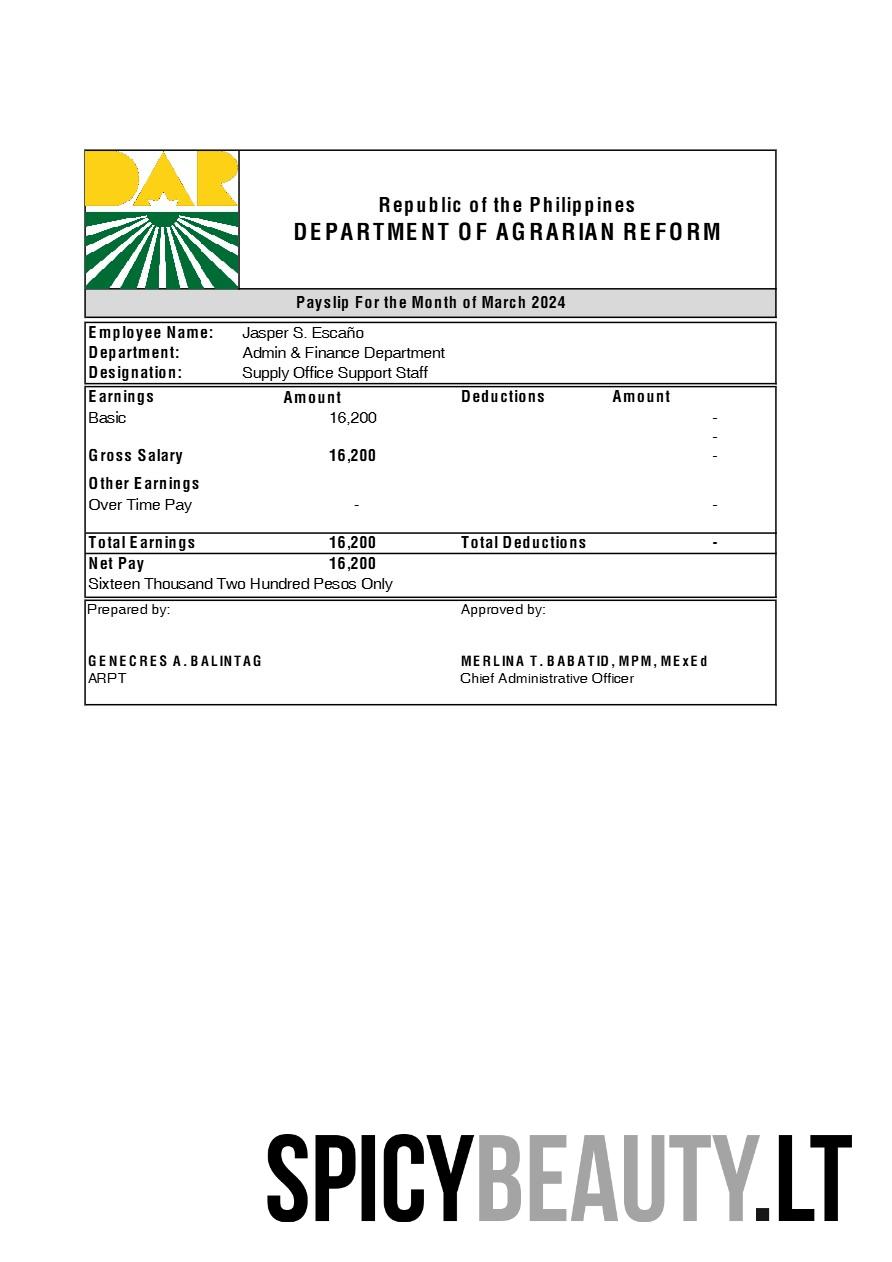 DAR
Republic of the Philippines
DEPARTMENT OF AGRARIAN REFORM
Payslip For the Month of March 2024
Employee Name: Jasper S. Escaño
Department: Admin & Finance Department
Designation: Supply Office Support Staff
Earnings Amount Deductions Amount
Basic 16,200 -
-
Gross Salary 16,200 -
Other Earnings
Over Time Pay - -
Total Earnings 16,200 Total Deductions -
Net Pay 16,200
Sixteen Thousand Two Hundred Pesos Only
Prepared by: Approved by:
GENECRES A. BALINTAG MERLINA T. BABATID, MPM, MExEd
ARPT Chief Administrative Officer
SPICYBEAUTY.LT